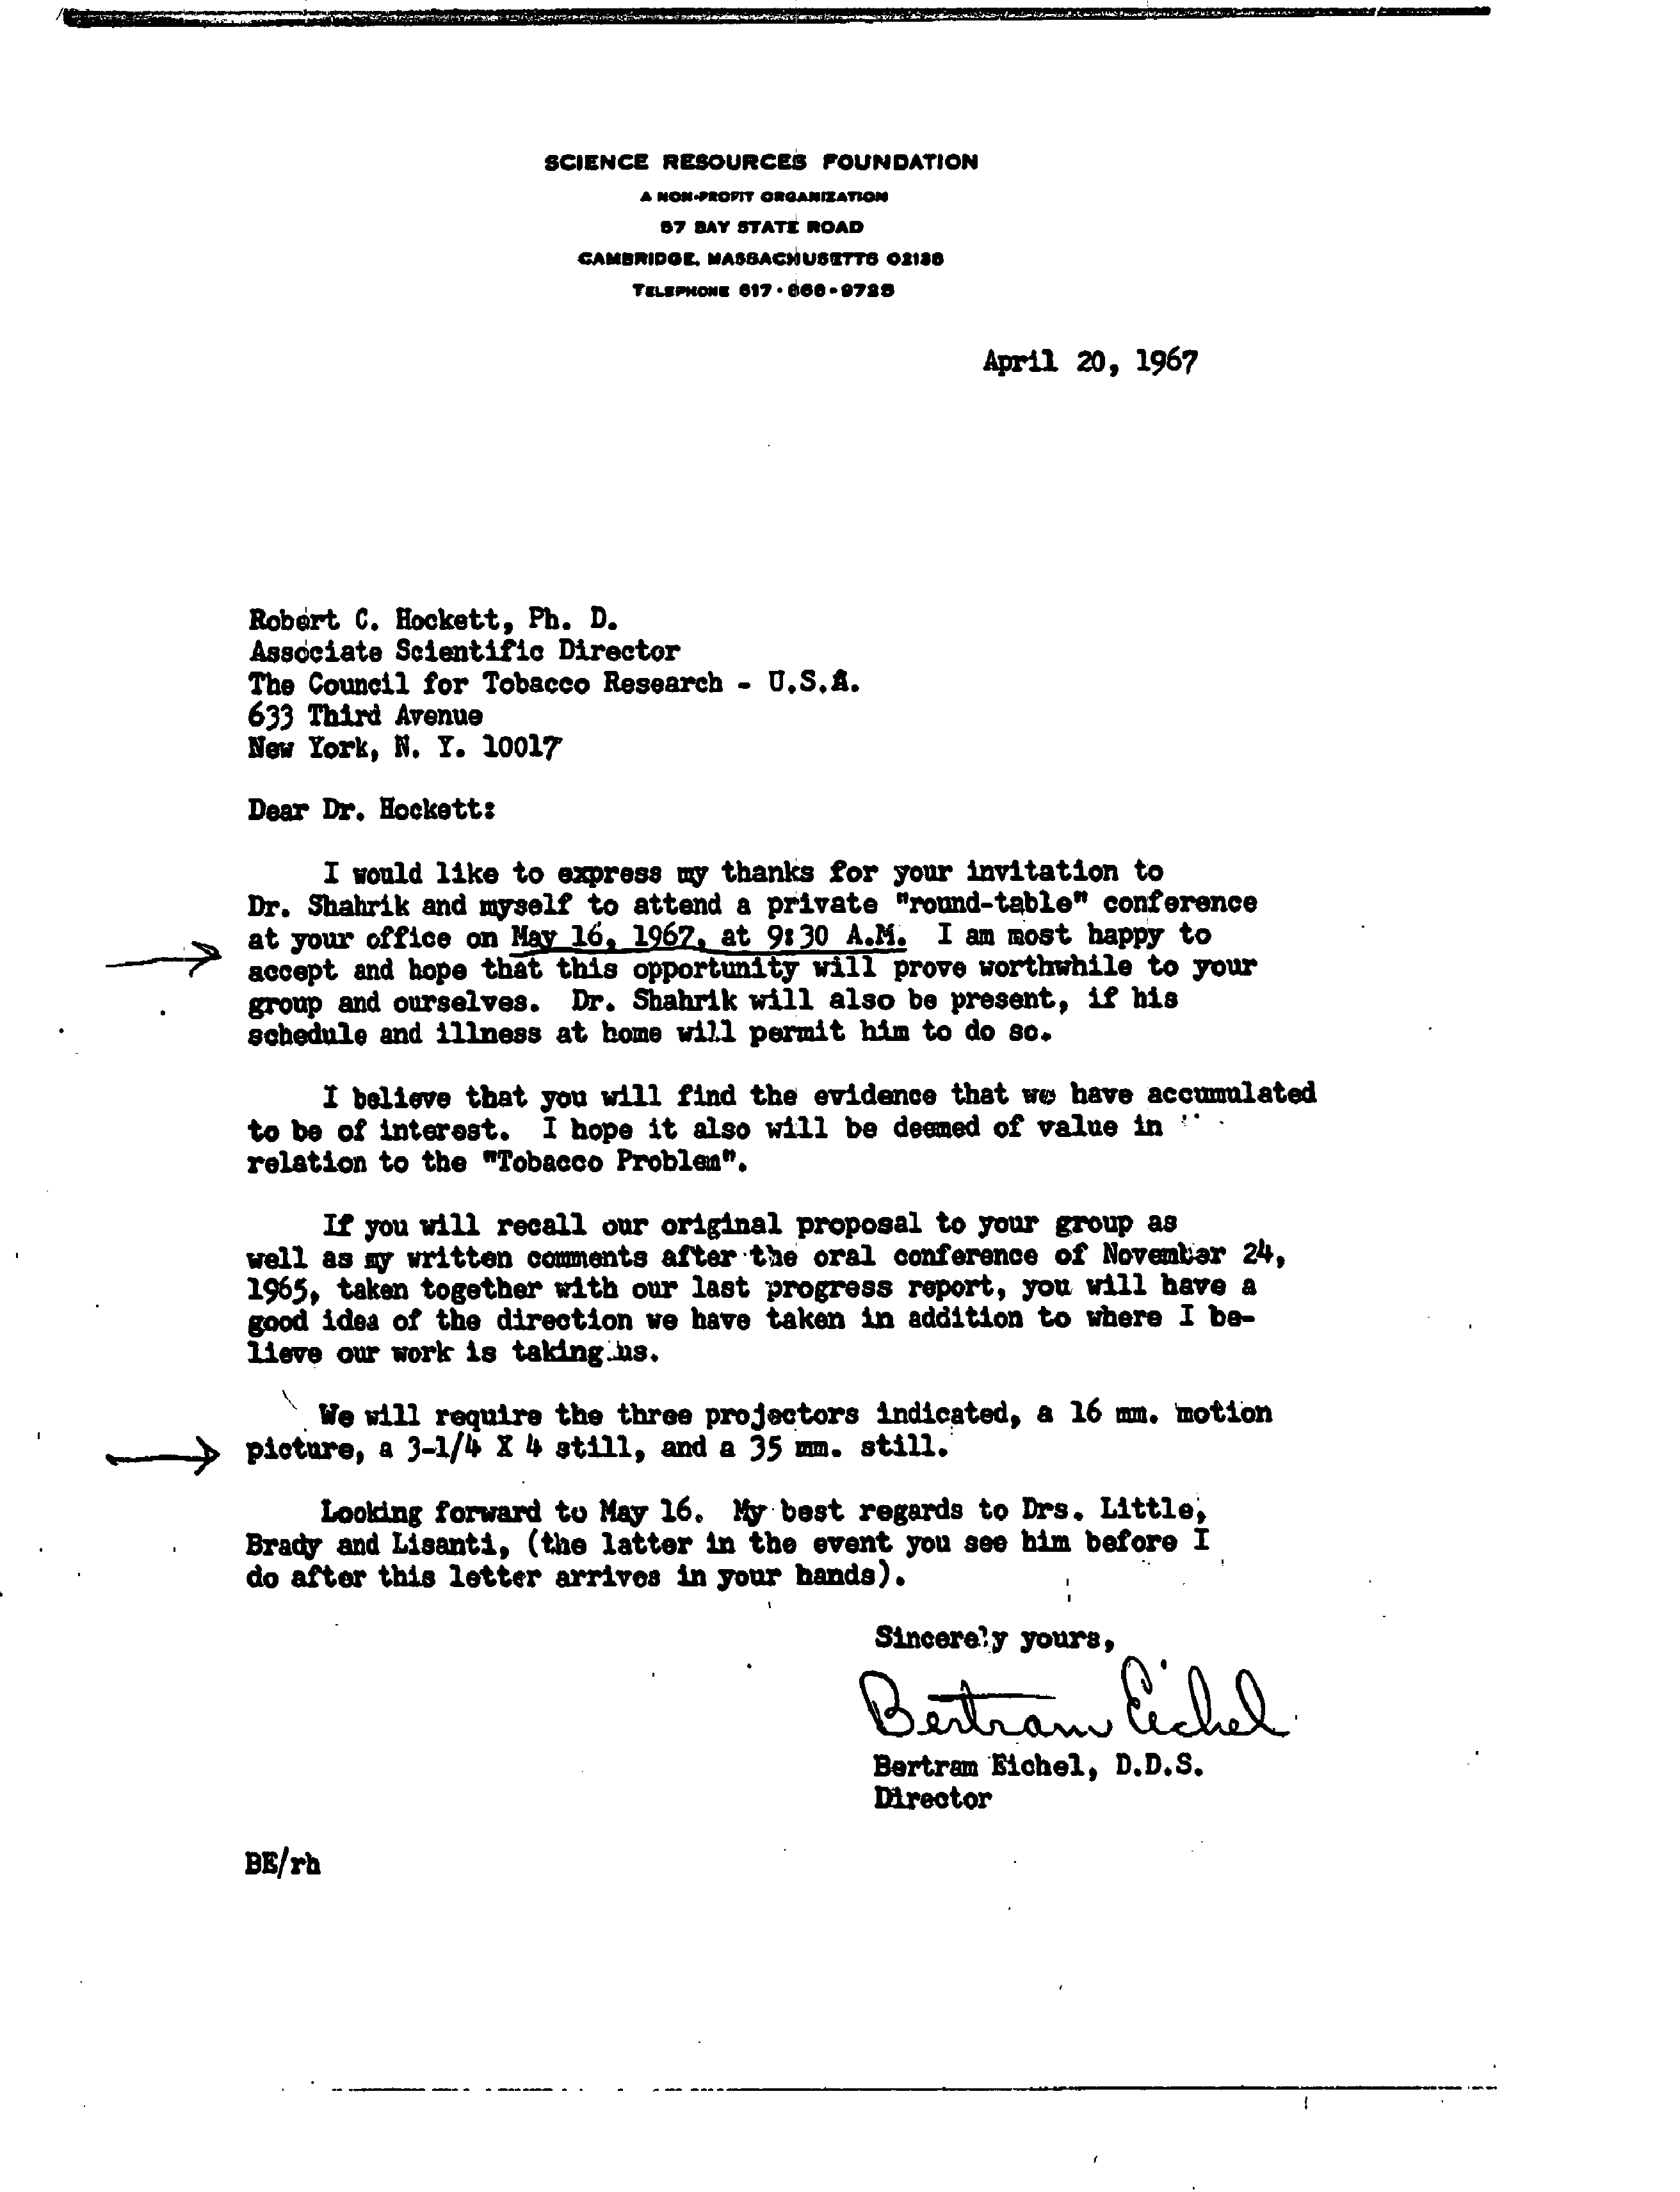 SCIENCE RESOURCES FOUNDATION
A NON-PROFIT ORGANIZATION
BAY STATE ROAD
CAMBRIDGE, MASSACHUSETTS
TELEPHONE 617
April 20, 1967
Robert C. Hockett, Ph. D.
Associate Scientific Director
The Council for Tobacco Research - U.S.A.
633 Third Avenue
New York, N. Y. 10017
Dear Dr. Hockett:
I would like to express my thanks for your invitation to
Dr. Shahrik and myself to attend a private "round-table" conference
at your office on May 16, 1967, at 9:30 A.M. I am most happy to
accept and hope that this opportunity will prove worthwhile to your
group and ourselves. Dr. Shahrik will also be present, if his
schedule and illness at home will permit him to do so.
I believe that you will find the evidence that we have accumulated
to be of interest. I hope it also will be deemed of value in
relation to the "Tobacco Problem".
If you will recall our original proposal to your group as
well as my written comments after the oral conference of November 24,
1965, taken together with our last progress report, you will have a
good idea of the direction we have taken in addition to where I be-
lieve our work is taking us.
We will require the three projectors indicated, a 16 mm. motion
picture, a 3-1/4 X 4 still, and a 35 mm. still.
Looking forward to May 16. My best regards to Drs. Little,
Brady and Lisanti, (the latter in the event you see him before I
do after this letter arrives in your hands).
Sincerely yours,
Bertram Eichel
Bertram Eichel, D.D.S.
Director
BE/rh